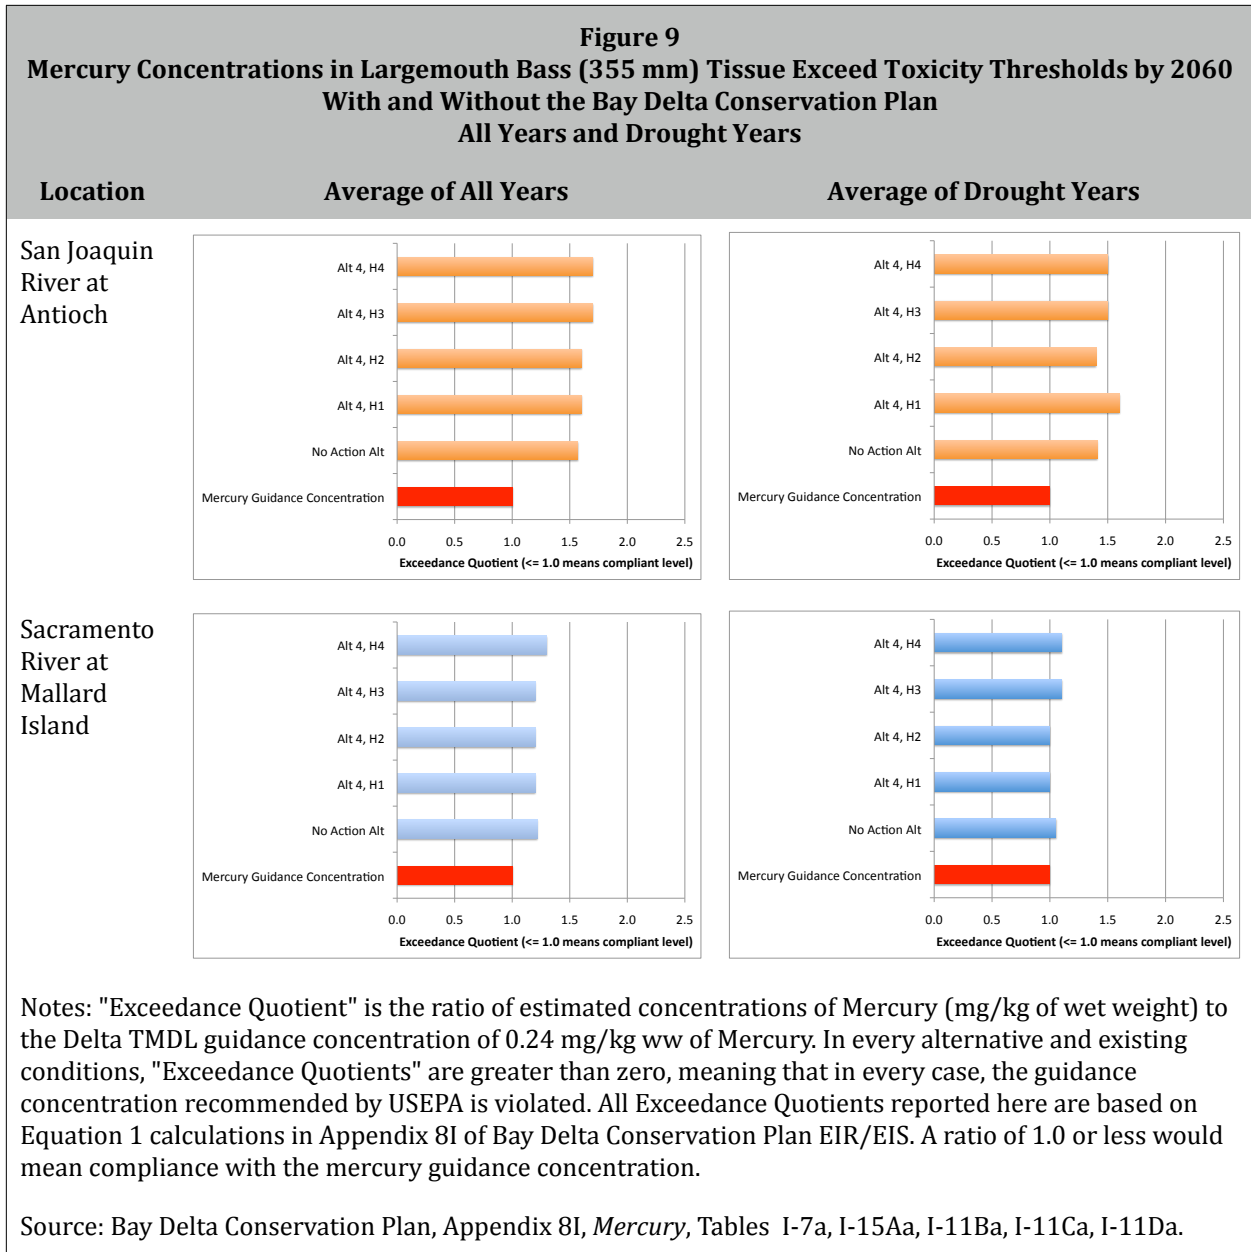 Figure 9
Mercury Concentrations in Largemouth Bass (355 mm) Tissue Exceed Toxicity Thresholds by 2060
With and Without the Bay Delta Conservation Plan
All Years and Drought Years
Location Average of All Years Average of Drought Years
San Joaquin
River at
Antioch
Alt 4, H4
Alt 4, H3
Alt 4, H2
Alt 4, H1
No Action Alt
Mercury Guidance Concentration
0.0 0.5 1.0 1.5 2.0 2.5
Exceedance Quotient (<= 1.0 means compliant level)
Alt 4, H4
Alt 4, H3
Alt 4, H2
Alt 4, H1
No Action Alt
Mercury Guidance Concentration
0.0 0.5 1.0 1.5 2.0 2.5
Exceedance Quotient (<= 1.0 means compliant level)
Sacramento
River at
Mallard
Island
Alt 4, H4
Alt 4, H3
Alt 4, H2
Alt 4, H1
No Action Alt
Mercury Guidance Concentration
0.0 0.5 1.0 1.5 2.0 2.5
Exceedance Quotient (<= 1.0 means compliant level)
Alt 4, H4
Alt 4, H3
Alt 4, H2
Alt 4, H1
No Action Alt
Mercury Guidance Concentration
0.0 0.5 1.0 1.5 2.0 2.5
Exceedance Quotient (<= 1.0 means compliant level)
Notes: "Exceedance Quotient" is the ratio of estimated concentrations of Mercury (mg/kg of wet weight) to
the Delta TMDL guidance concentration of 0.24 mg/kg ww of Mercury. In every alternative and existing
conditions, "Exceedance Quotients" are greater than zero, meaning that in every case, the guidance
concentration recommended by USEPA is violated. All Exceedance Quotients reported here are based on
Equation 1 calculations in Appendix 8I of Bay Delta Conservation Plan EIR/EIS. A ratio of 1.0 or less would
mean compliance with the mercury guidance concentration.
Source: Bay Delta Conservation Plan, Appendix 8I, Mercury, Tables I-7a, I-15Aa, I-11Ba, I-11Ca, I-11Da.